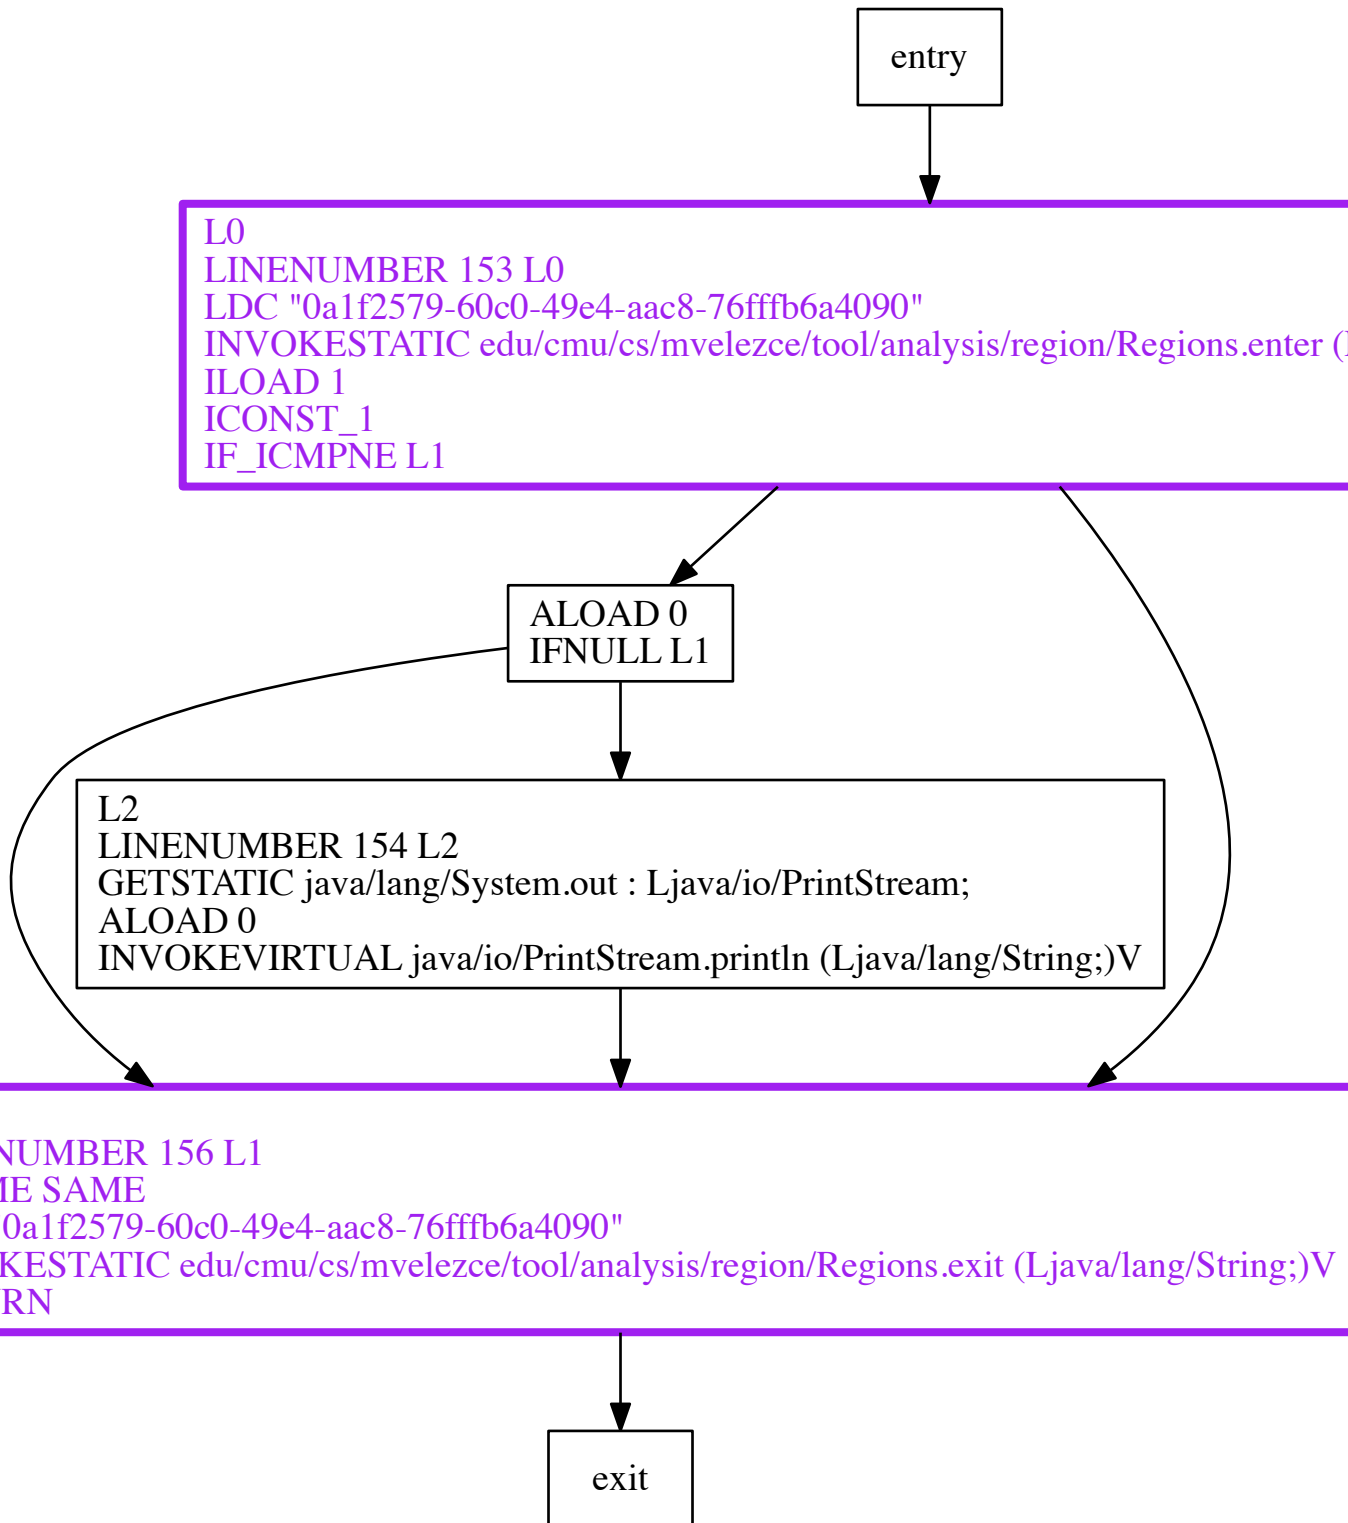 entry
L0
LINENUMBER 153 L0
LDC "0a1f2579-60c0-49e4-aac8-76fffb6a4090"
INVOKESTATIC edu/cmu/cs/mvelezce/tool/analysis/region/Regions.enter (
ILOAD 1
ICONST_1
IF_ICMPNE L1
ALOAD 0
IFNULL L1
L2
LINENUMBER 154 L2
GETSTATIC java/lang/System.out : Ljava/io/PrintStream;
ALOAD 0
INVOKEVIRTUAL java/io/PrintStream.println (Ljava/lang/String;)V
NUMBER 156 L1
ME SAME
0a1f2579-60c0-49e4-aac8-76fffb6a4090"
KESTATIC edu/cmu/cs/mvelezce/tool/analysis/region/Regions.exit (Ljava/lang/String;)V
RN
exit